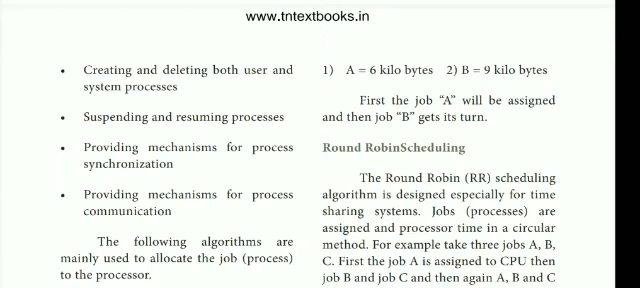 www.tntextbooks.in
• Creating and deleting both user and
system processes
• Suspending and resuming processes
• Providing mechanisms for process
synchronization
• Providing mechanisms for process
communication
The following algorithms are
mainly used to allocate the job (process)
to the processor.
1) A = 6 kilo bytes 2) B = 9 kilo bytes
First the job “A” will be assigned
and then job “B” gets its turn.
Round RobinScheduling
The Round Robin (RR) scheduling
algorithm is designed especially for time
sharing systems. Jobs (processes) are
assigned and processor time in a circular
method. For example take three jobs A, B,
C. First the job A is assigned to CPU then
job B and job C and then again A, B and C